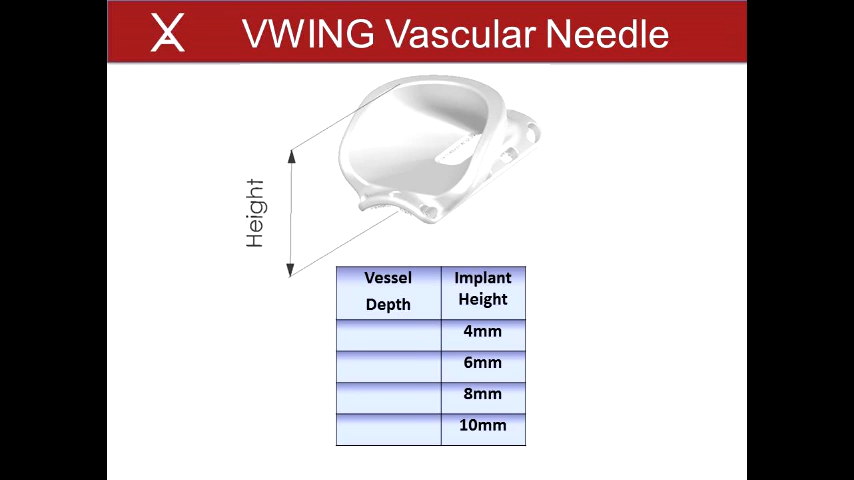 VWING Vascular Needle
Height
Vessel Depth
Implant Height
4mm
6mm
8mm
10mm